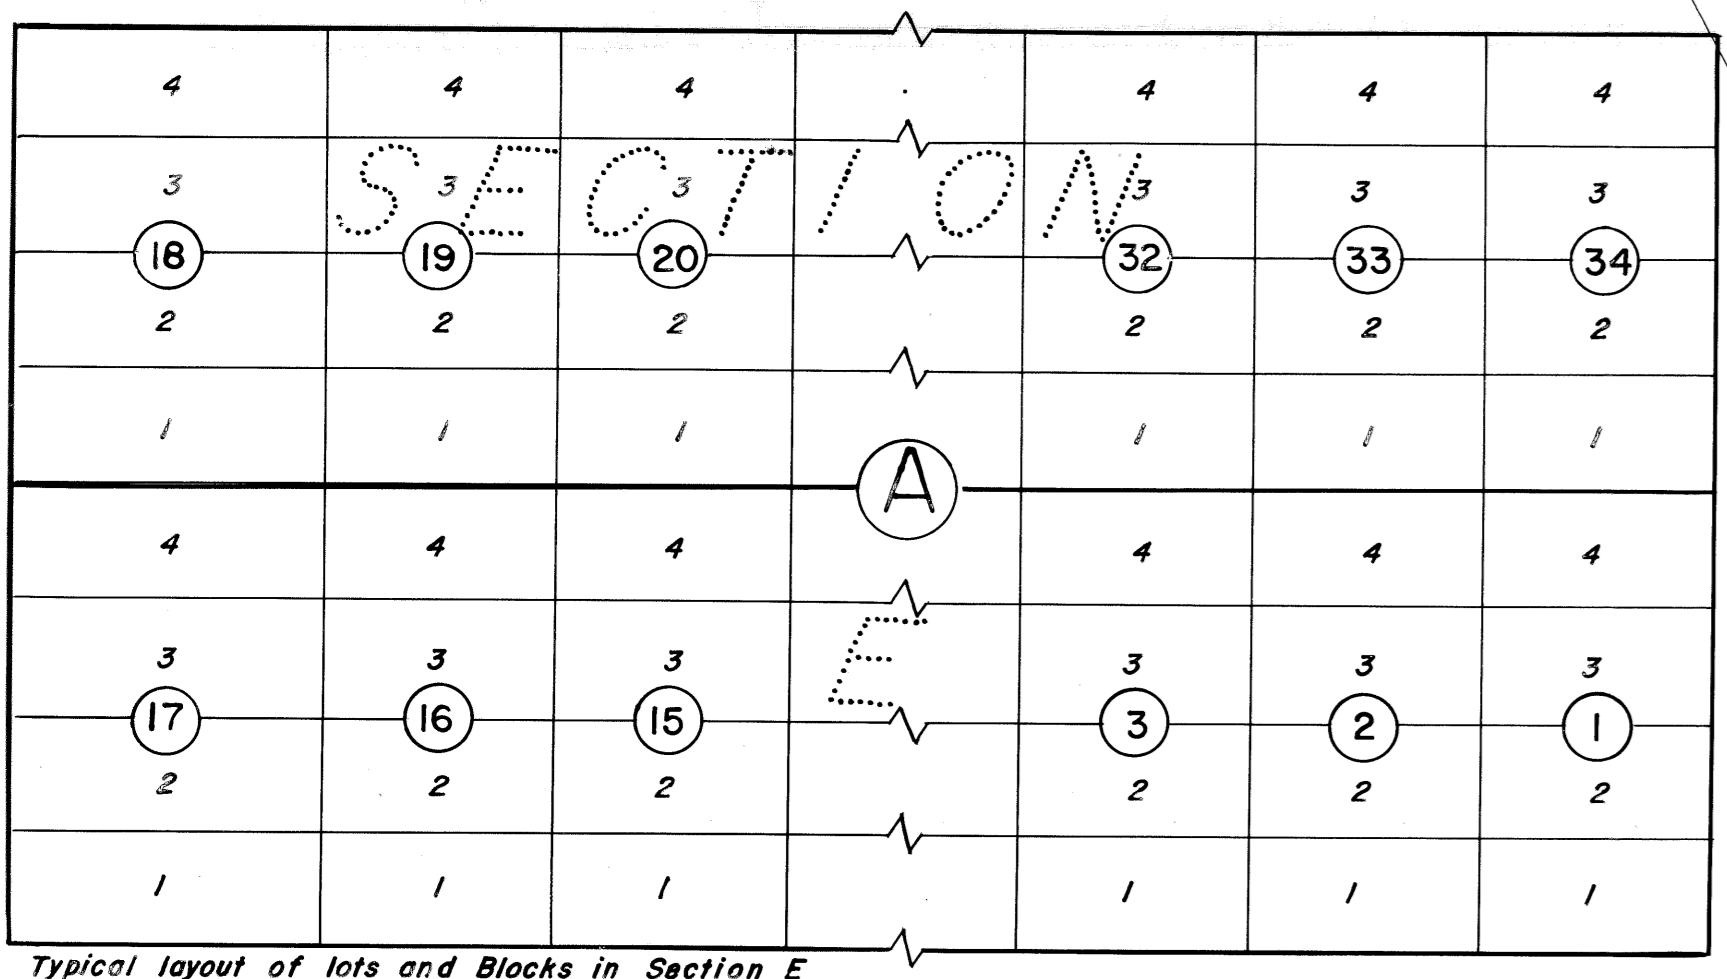 4 4 4 4 4 4
SECTION
3 3 3 3 3 3
18 19 20 32 33 34
2 2 2 2 2 2
1 1 1 1 1 1
A
4 4 4 4 4 4
E
3 3 3 3 3 3
17 16 15 3 2 1
2 2 2 2 2 2
1 1 1 1 1 1
Typical layout of lots and Blocks in Section E